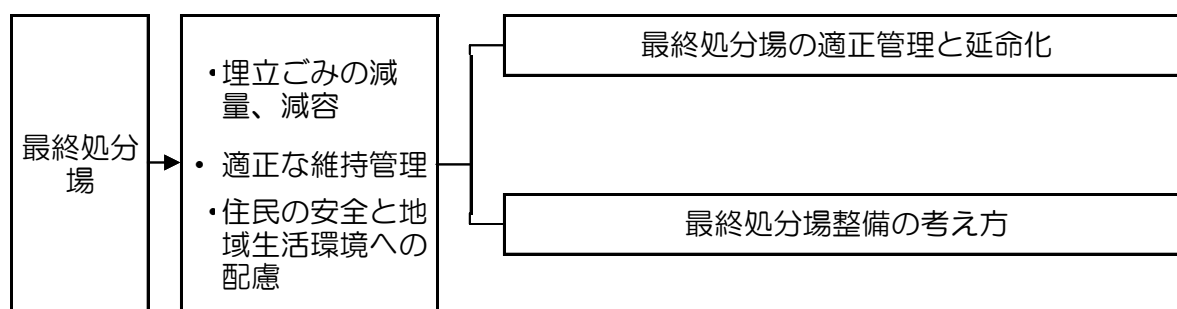 最終処分
場
・埋立ごみの減
量、減容
・ 適正な維持管理
・住民の安全と地
域生活環境への
配慮
最終処分場の適正管理と延命化
最終処分場整備の考え方